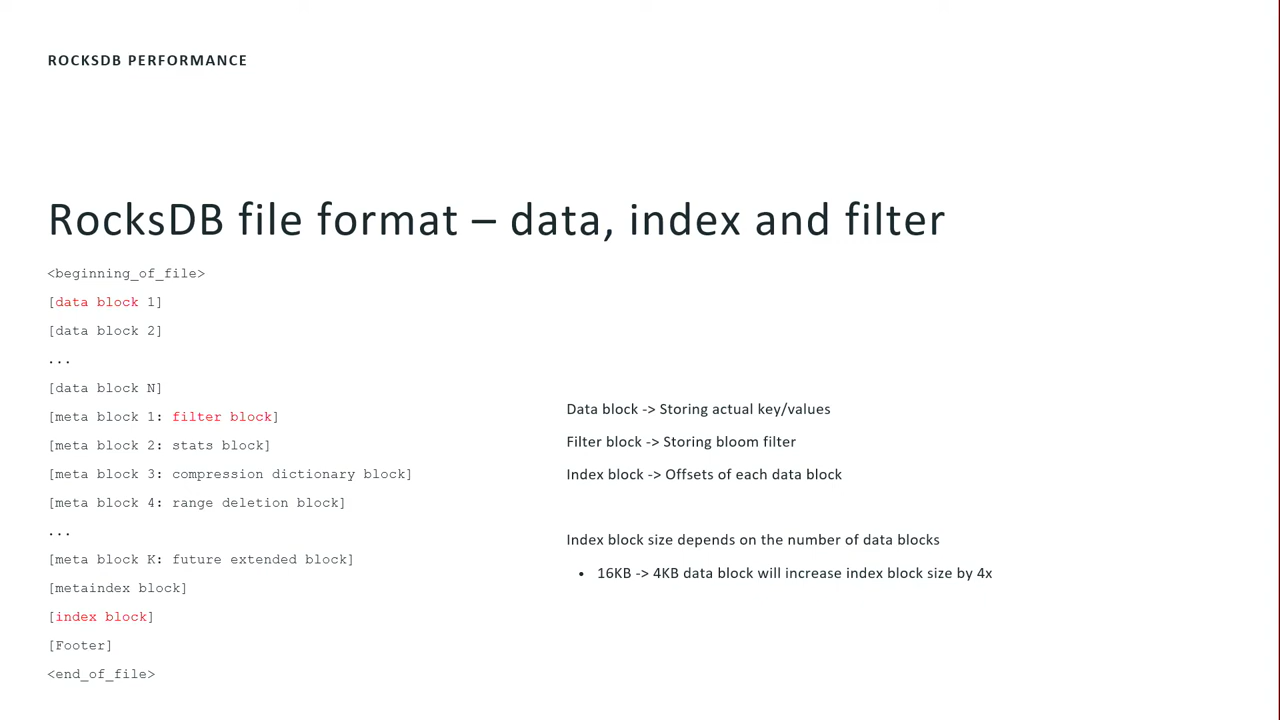 ROCKSDB PERFORMANCE
RocksDB file format – data, index and filter
<beginning_of_file>
[data block 1]
[data block 2]
...
[data block N]
[meta block 1: filter block]
[meta block 2: stats block]
[meta block 3: compression dictionary block]
[meta block 4: range deletion block]
...
[meta block K: future extended block]
[metaindex block]
[index block]
[Footer]
<end_of_file>
Data block -> Storing actual key/values
Filter block -> Storing bloom filter
Index block -> Offsets of each data block
Index block size depends on the number of data blocks
• 16KB -> 4KB data block will increase index block size by 4x